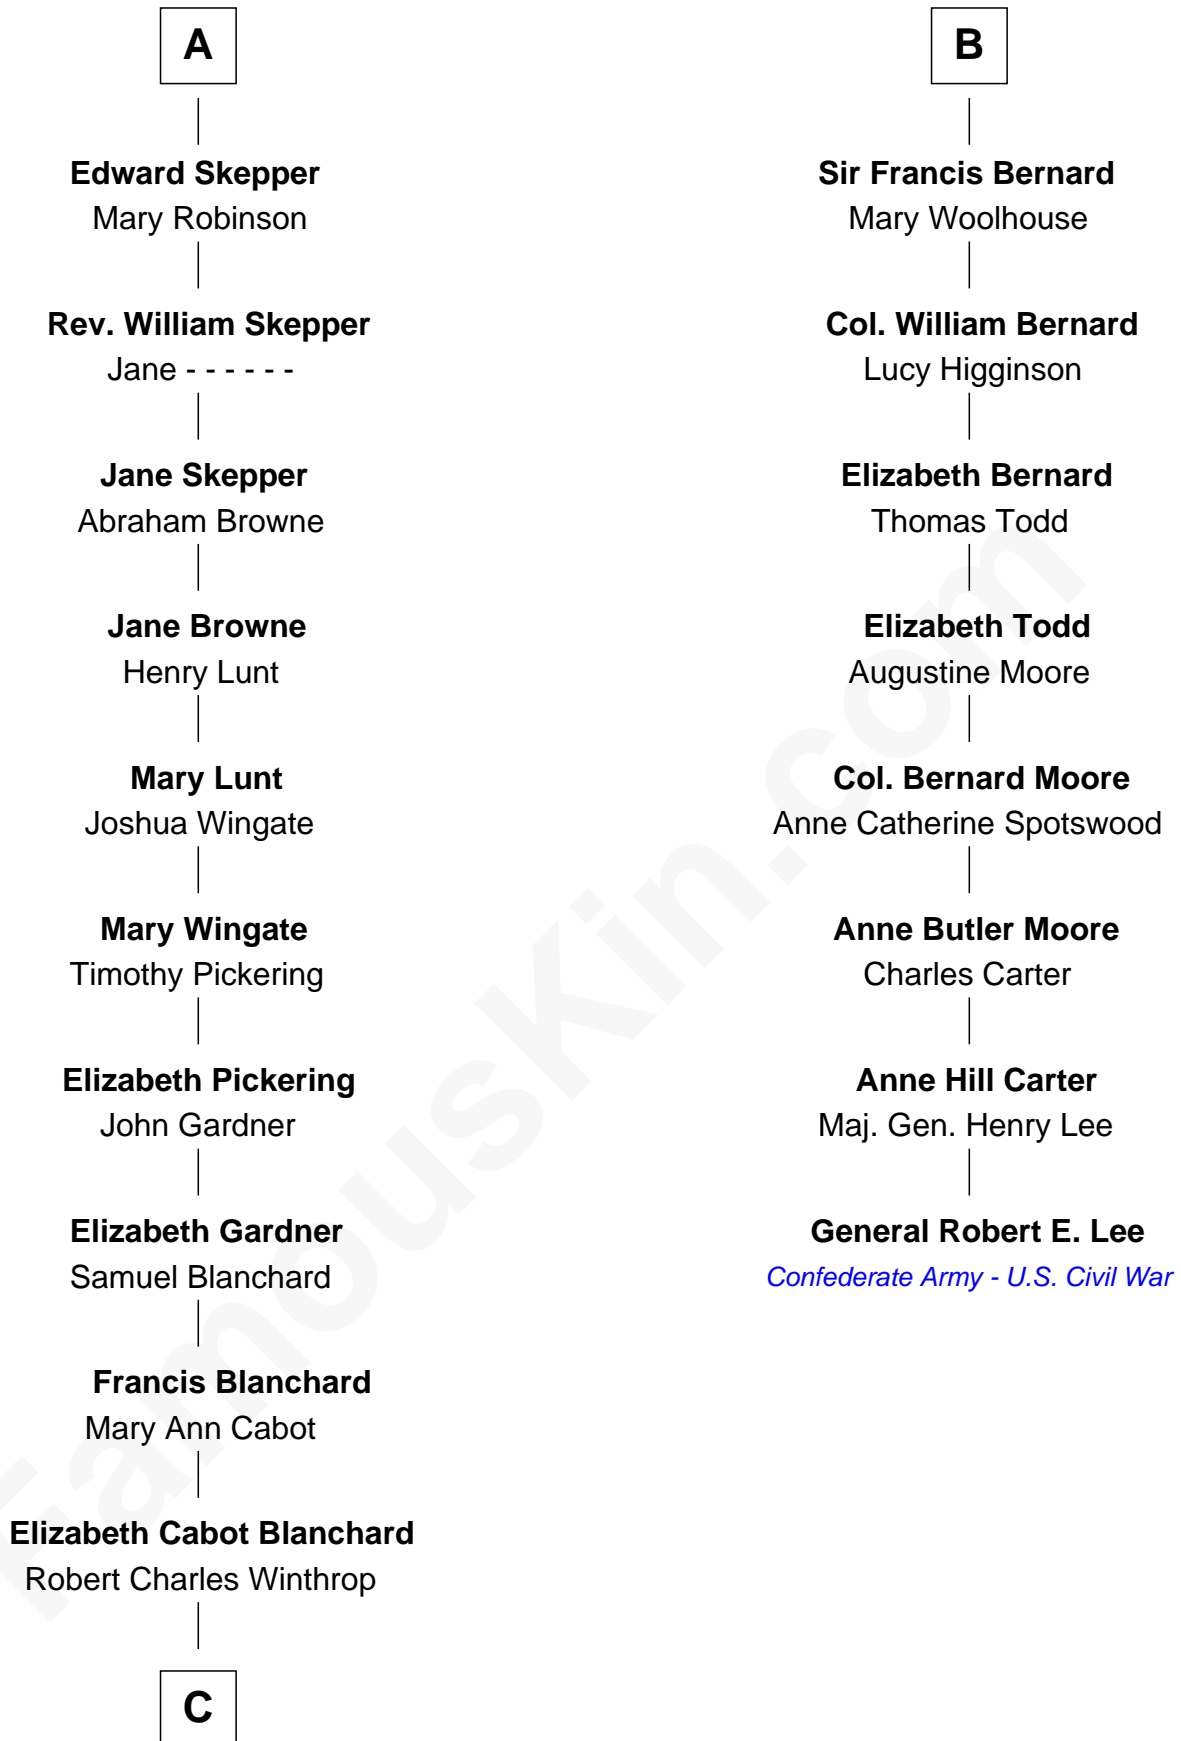 A
Edward Skepper
Mary Robinson
Rev. William Skepper
Jane - - - - - -
Jane Skepper
Abraham Browne
Jane Browne
Henry Lunt
Mary Lunt
Joshua Wingate
Mary Wingate
Timothy Pickering
Elizabeth Pickering
John Gardner
Elizabeth Gardner
Samuel Blanchard
Francis Blanchard
Mary Ann Cabot
Elizabeth Cabot Blanchard
Robert Charles Winthrop
C
B
Sir Francis Bernard
Mary Woolhouse
Col. William Bernard
Lucy Higginson
Elizabeth Bernard
Thomas Todd
Elizabeth Todd
Augustine Moore
Col. Bernard Moore
Anne Catherine Spotswood
Anne Butler Moore
Charles Carter
Anne Hill Carter
Maj. Gen. Henry Lee
General Robert E. Lee
Confederate Army - U.S. Civil War
FamousKin.com